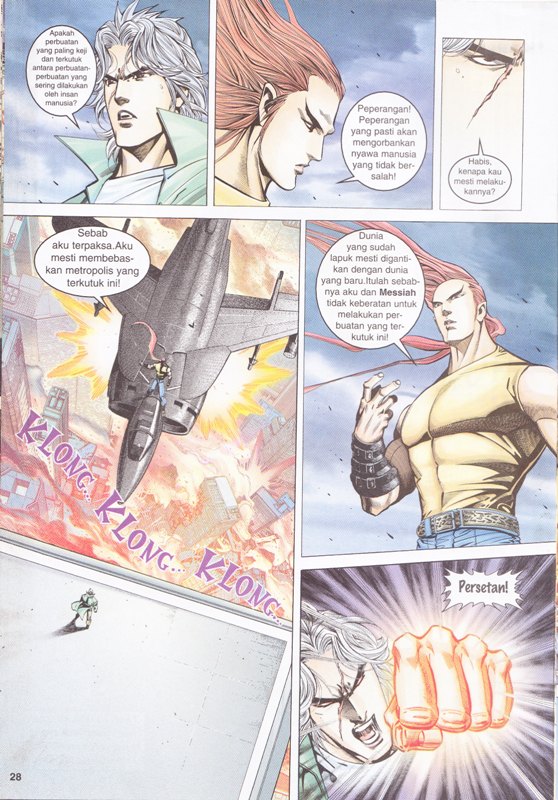 Apakah
perbuatan
yang paling keji
dan terkutuk
antara perbuatan-
perbuatan yang
sering dilakukan
oleh insan
manusia?
Peperangan!
Peperangan
yang pasti akan
mengorbankan
nyawa manusia
yang tidak ber-
salah!
Habis,
kenapa kau
mesti melaku-
kannya?
Sebab
aku terpaksa.Aku
mesti membebas-
kan metropolis yang
terkutuk ini!
Dunia
yang sudah
lapuk mesti diganti-
kan dengan dunia
yang baru.Itulah sebab-
nya aku dan Messiah
tidak keberatan untuk
melakukan per-
buatan yang ter-
kutuk ini!
KLONG...
KLONG...
KLONG...
Persetan!
28